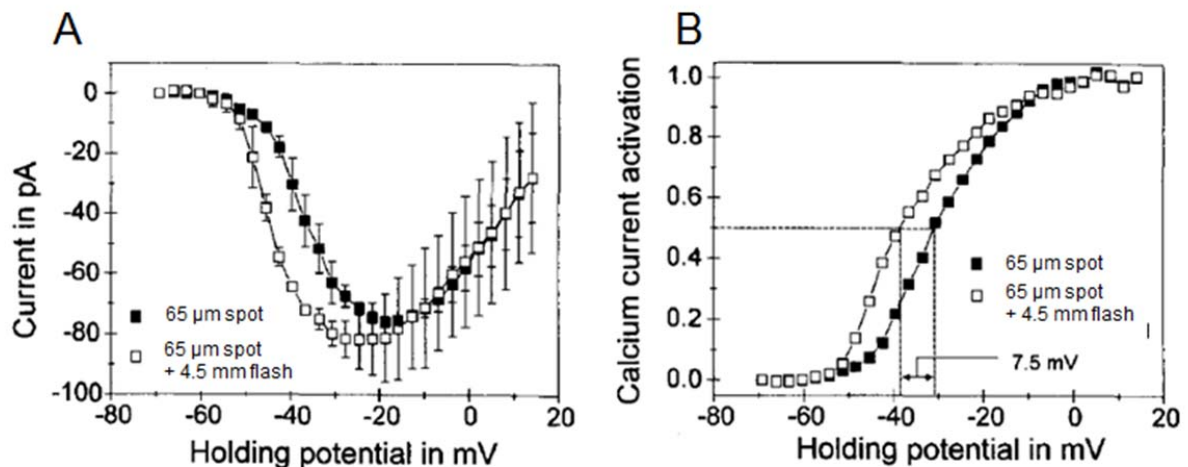 A
Current in pA
0
-20
-40
-60
-80
-100
-80
-60
-40
-20
0
20
Holding potential in mV
65 µm spot
65 µm spot
+ 4.5 mm flash
B
Calcium current activation
1.0
0.8
0.6
0.4
0.2
0.0
-80
-60
-40
-20
0
20
Holding potential in mV
65 µm spot
65 µm spot
+ 4.5 mm flash
7.5 mV